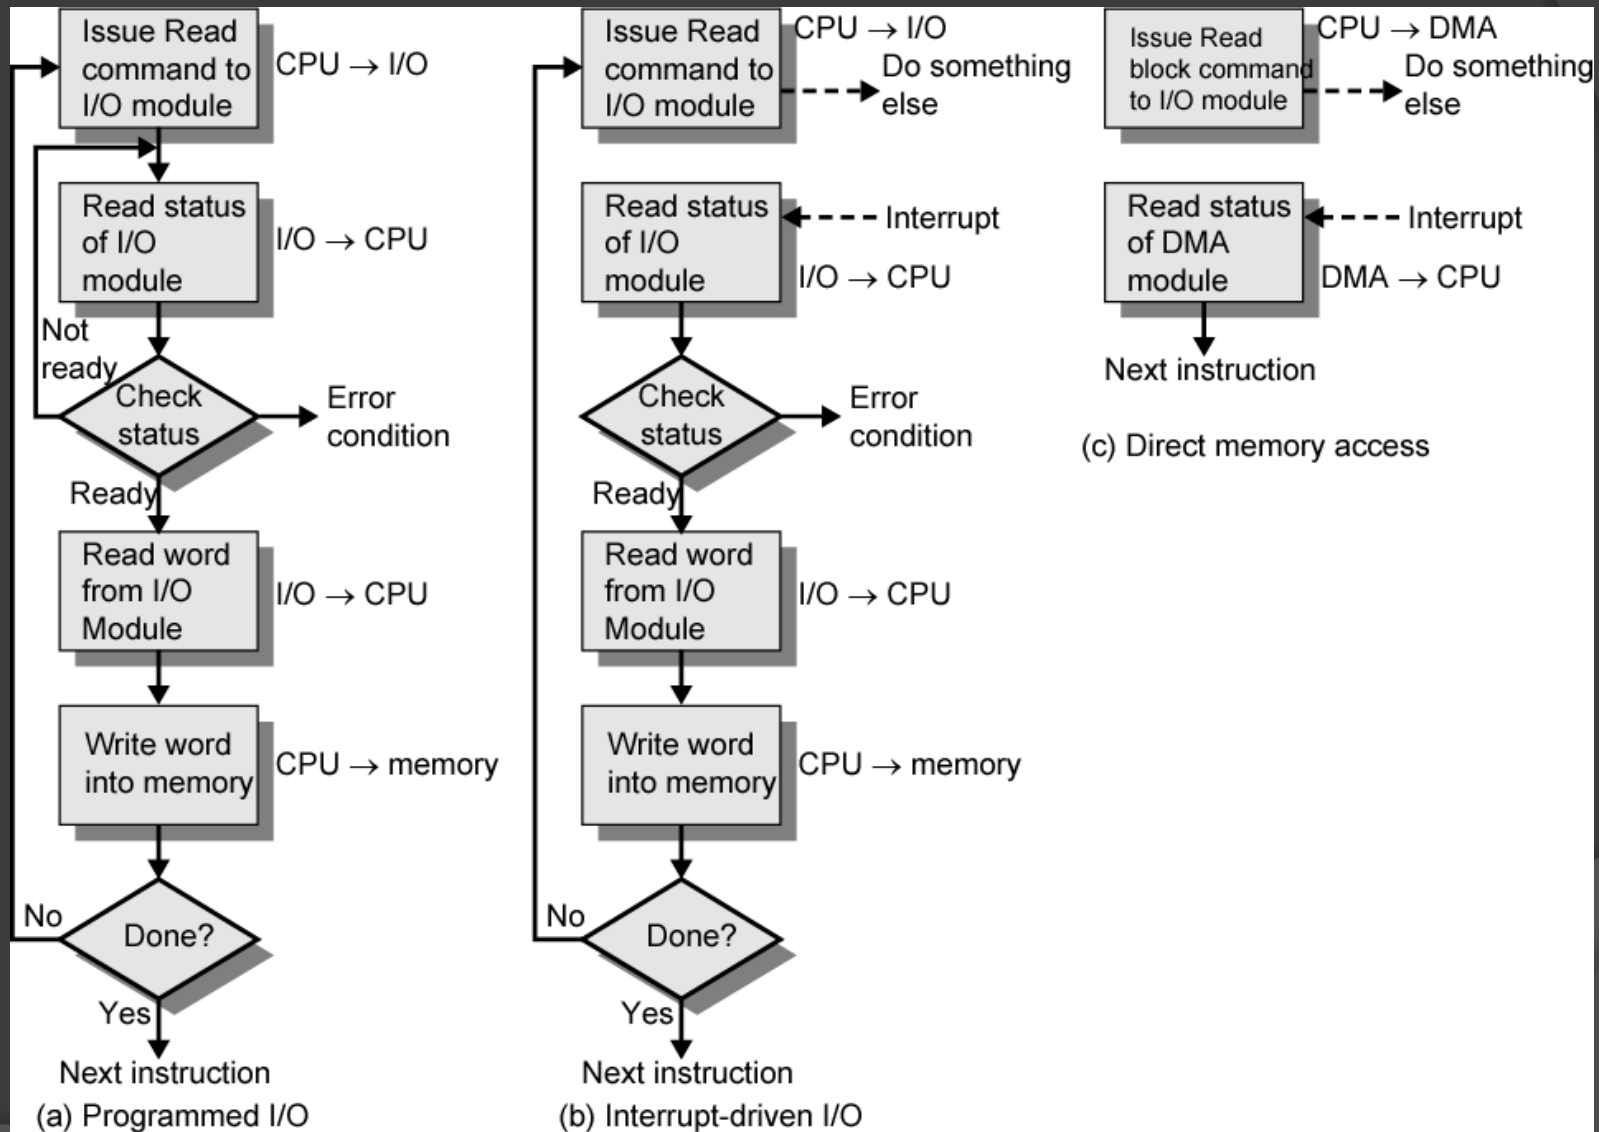 Issue Read
command to
I/O module
CPU → I/O
Read status
of I/O
module
I/O → CPU
Not
ready
Check
status
Error
condition
Ready
Read word
from I/O
Module
I/O → CPU
Write word
into memory
CPU → memory
No
Done?
Yes
Next instruction
(a) Programmed I/O
Issue Read
command to
I/O module
CPU → I/O
Do something
else
Read status
of I/O
module
Interrupt
I/O → CPU
Check
status
Error
condition
Ready
Read word
from I/O
Module
I/O → CPU
Write word
into memory
CPU → memory
No
Done?
Yes
Next instruction
(b) Interrupt-driven I/O
Issue Read
block command
to I/O module
CPU → DMA
Do something
else
Read status
of DMA
module
Interrupt
DMA → CPU
Next instruction
(c) Direct memory access